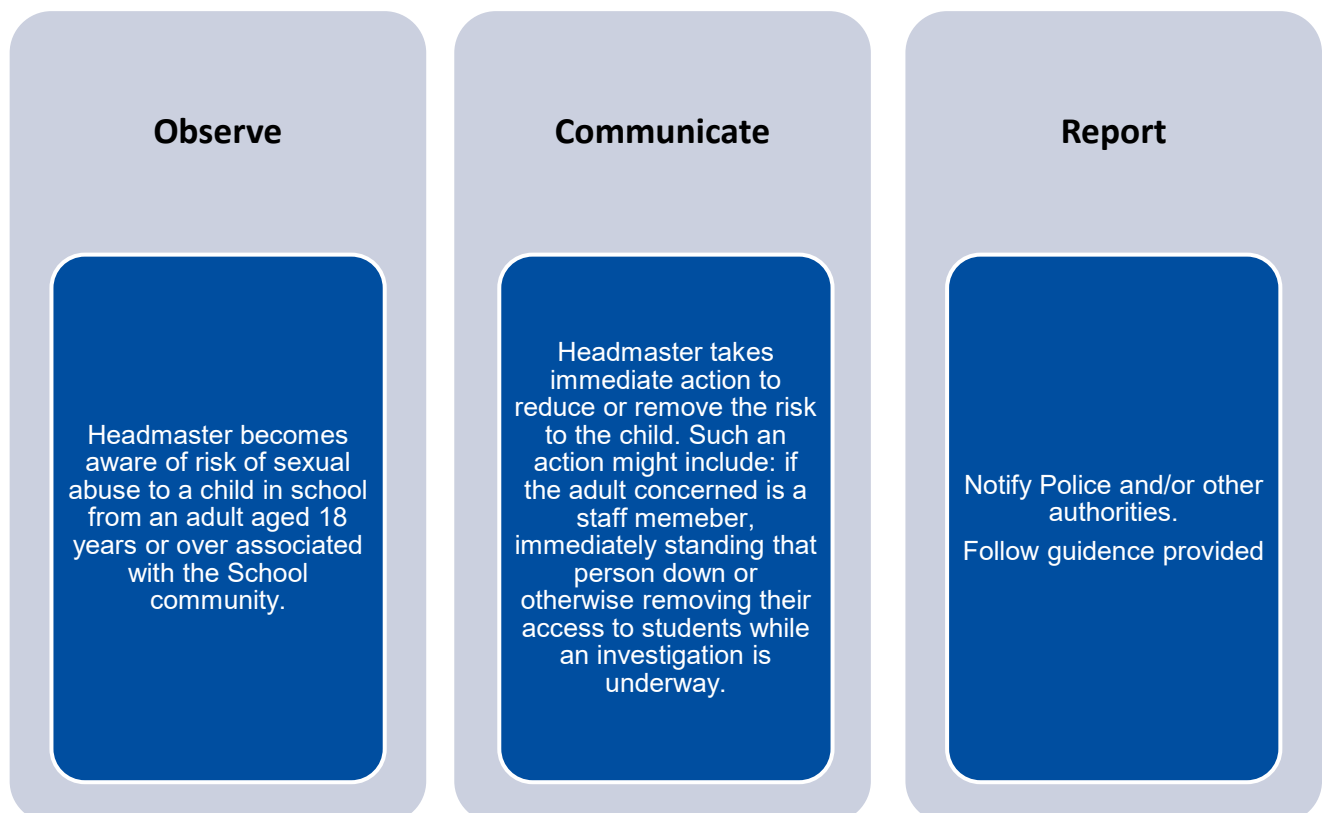 Observe
Headmaster becomes
aware of risk of sexual
abuse to a child in school
from an adult aged 18
years or over associated
with the School
community.
Communicate
Headmaster takes
immediate action to
reduce or remove the risk
to the child. Such an
action might include: if
the adult concerned is a
staff memeber,
immediately standing that
person down or
otherwise removing their
access to students while
an investigation is
underway.
Report
Notify Police and/or other
authorities.
Follow guidence provided